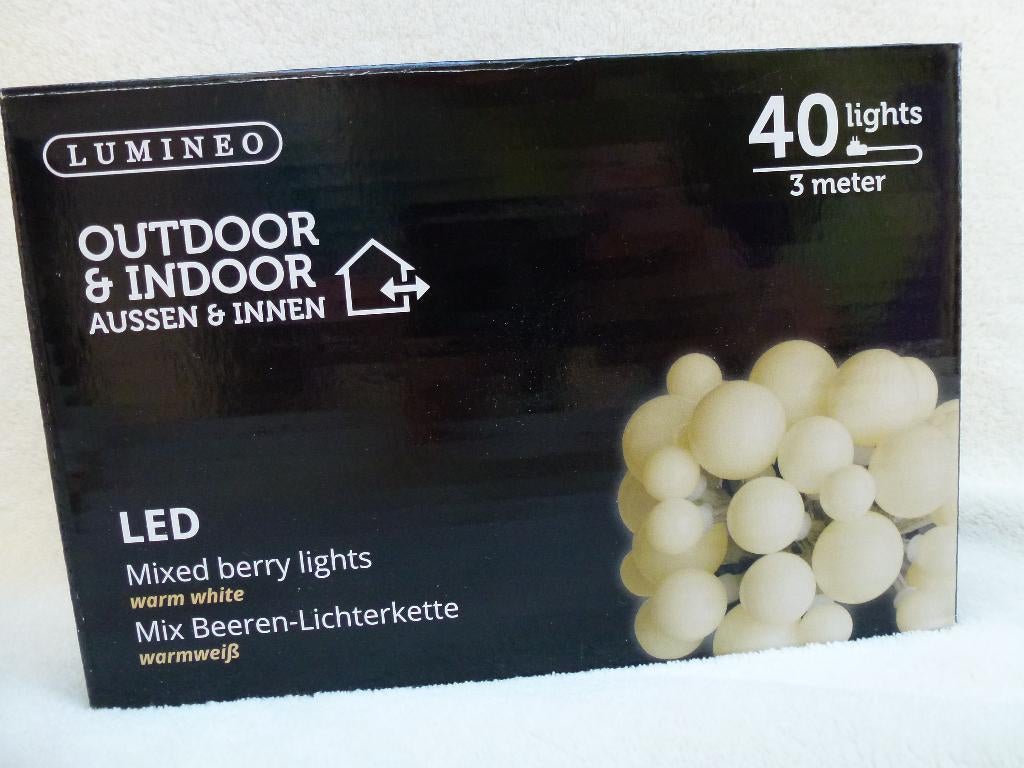 LUMINEO
40 lights
3 meter
OUTDOOR
& INDOOR
AUSSEN & INNEN
LED
Mixed berry lights
warm white
Mix Beeren-Lichterkette
warmweiß